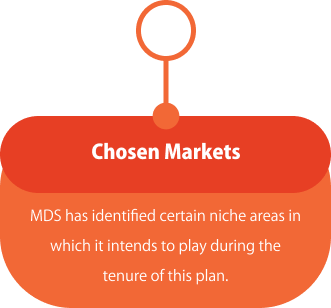 Chosen Markets
MDS has identified certain niche areas in
which it intends to play during the
tenure of this plan.